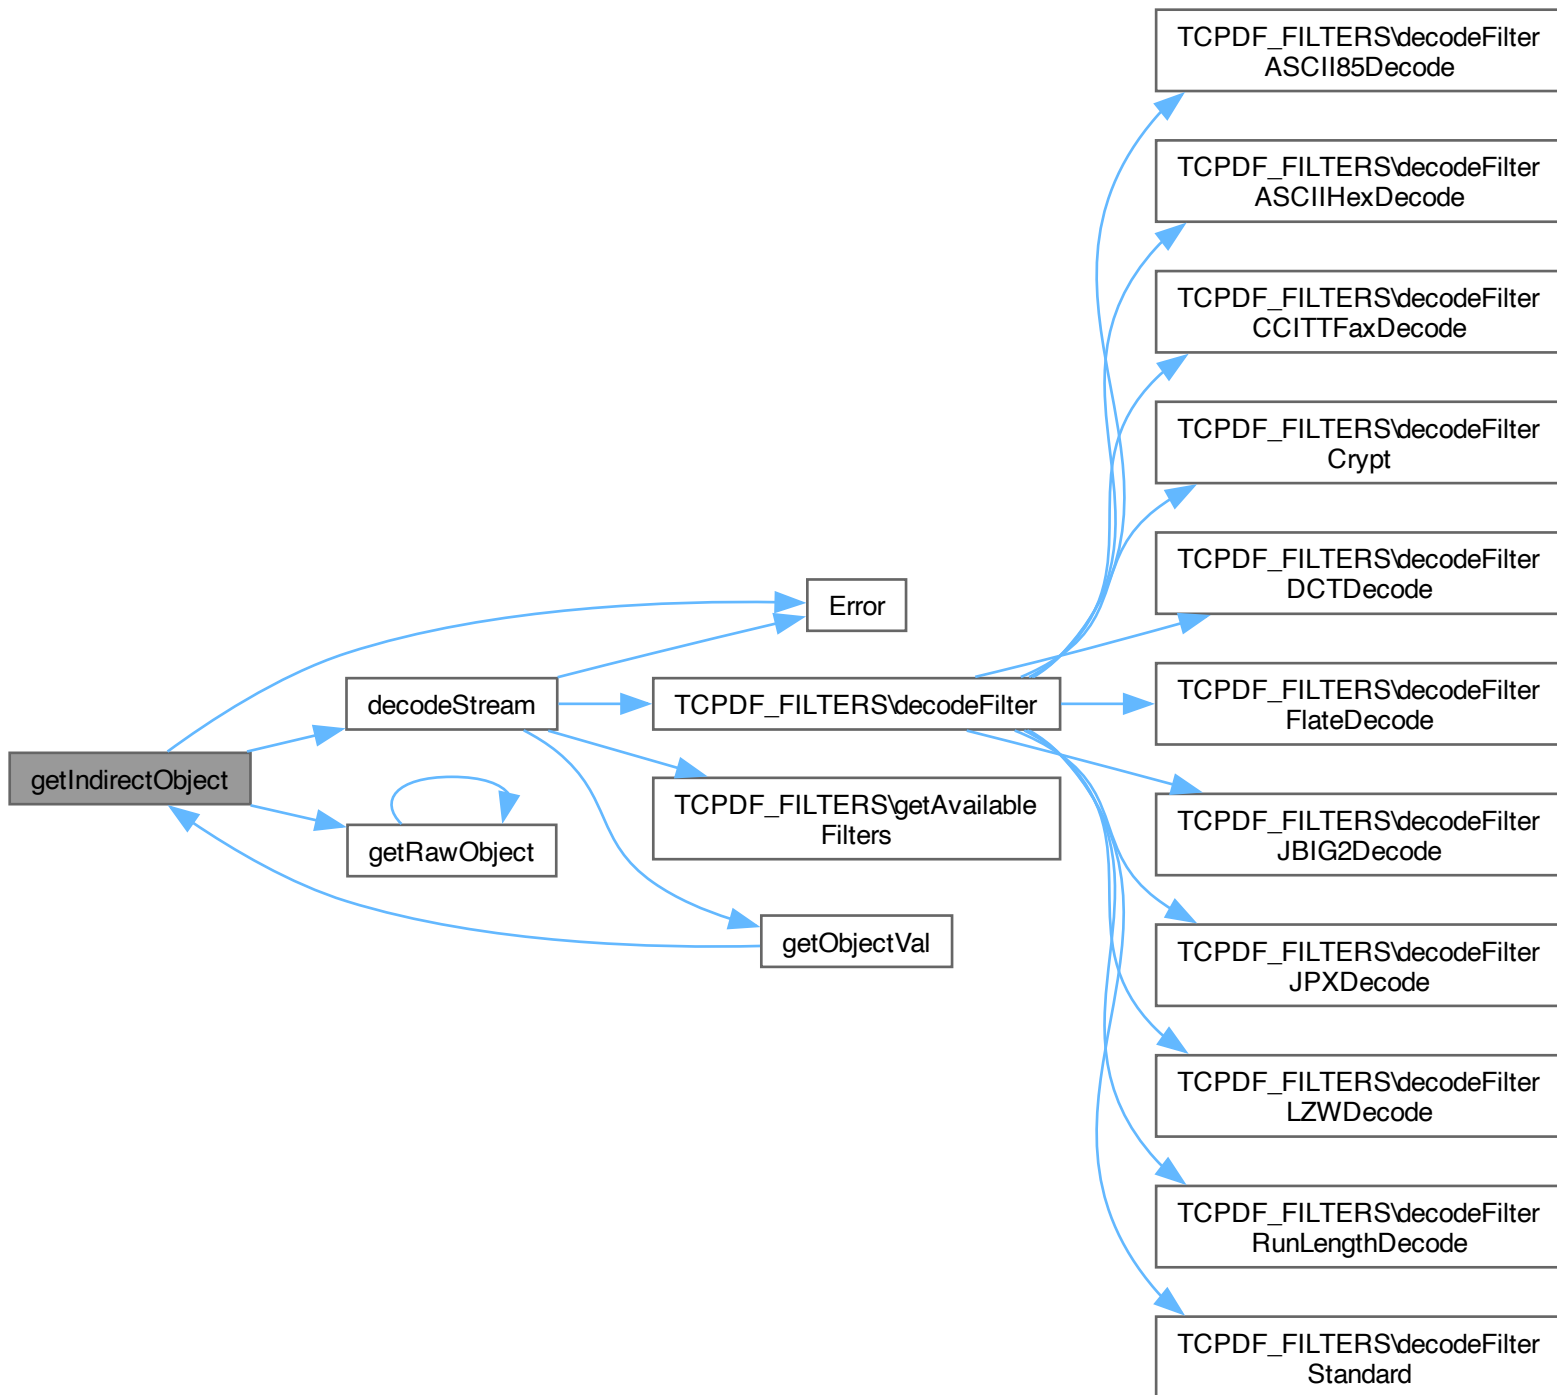 TCPDF_FILTERS\decodeFilter
ASCII85Decode
TCPDF_FILTERS\decodeFilter
ASCIIHexDecode
TCPDF_FILTERS\decodeFilter
CCITTFaxDecode
TCPDF_FILTERS\decodeFilter
Crypt
TCPDF_FILTERS\decodeFilter
DCTDecode
Error
decodeStream
TCPDF_FILTERS\decodeFilter
TCPDF_FILTERS\decodeFilter
FlateDecode
getIndirectObject
getRawObject
TCPDF_FILTERS\getAvailable
Filters
TCPDF_FILTERS\decodeFilter
JBIG2Decode
getObjectVal
TCPDF_FILTERS\decodeFilter
JPXDecode
TCPDF_FILTERS\decodeFilter
LZWDecode
TCPDF_FILTERS\decodeFilter
RunLengthDecode
TCPDF_FILTERS\decodeFilter
Standard